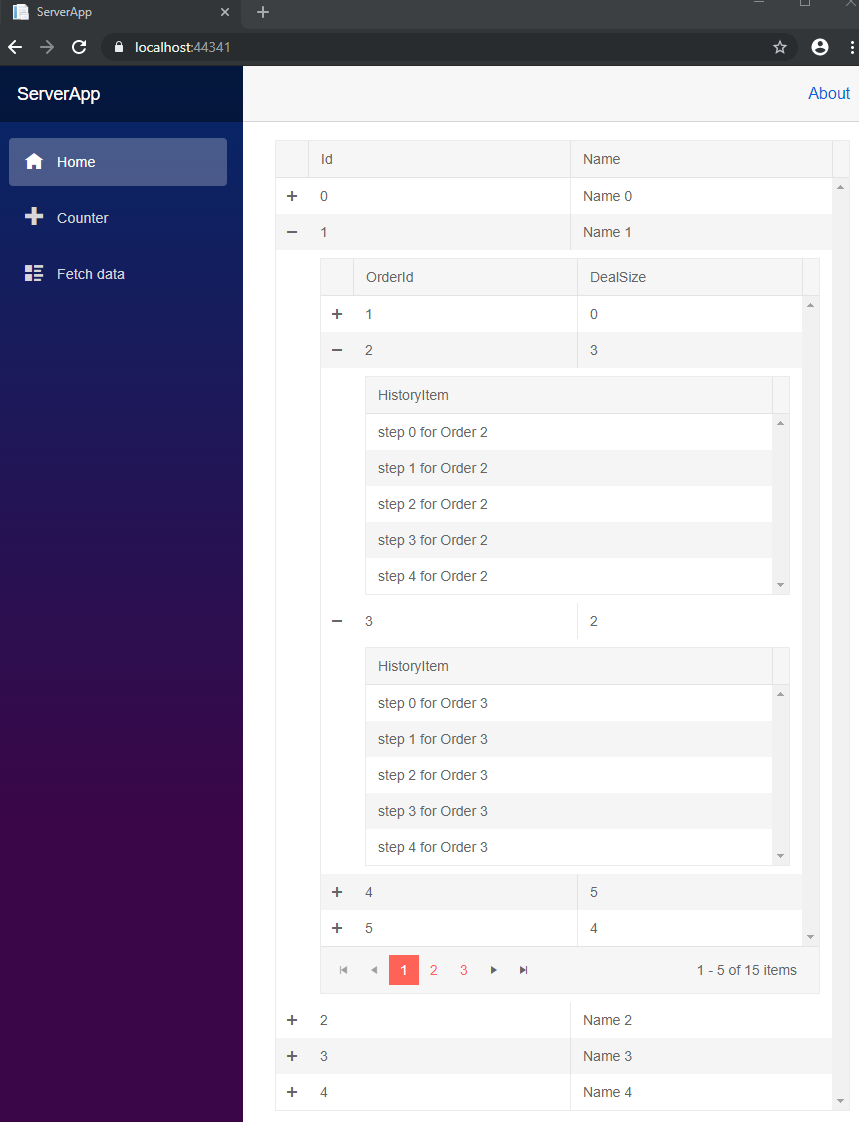 ServerApp
localhost:44341
ServerApp
About
Home
Counter
Fetch data
Id Name
0 Name 0
1 Name 1
OrderId DealSize
1 0
2 3
HistoryItem
step 0 for Order 2
step 1 for Order 2
step 2 for Order 2
step 3 for Order 2
step 4 for Order 2
3 2
HistoryItem
step 0 for Order 3
step 1 for Order 3
step 2 for Order 3
step 3 for Order 3
step 4 for Order 3
4 5
5 4
1 2 3 1 - 5 of 15 items
2 Name 2
3 Name 3
4 Name 4